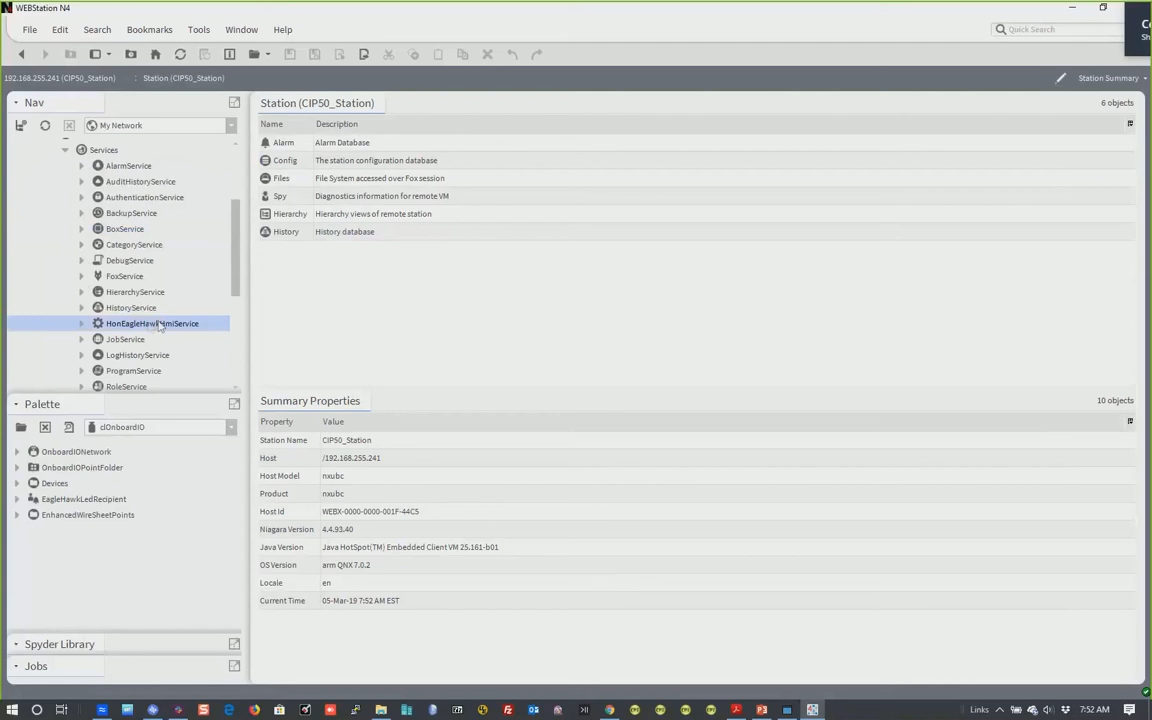 WEBStation N4
File Edit Search Bookmarks Tools Window Help
Quick Search
192.168.255.241 (CIP50_Station) : Station (CIP50_Station)
Station Summary
Nav
My Network
Services
AlarmService
AuditHistoryService
AuthenticationService
BackupService
BoxService
CategoryService
DebugService
FoxService
HierarchyService
HistoryService
HonEagleHawkHmiService
JobService
LogHistoryService
ProgramService
RoleService
Palette
clOnboardIO
OnboardIONetwork
OnboardIOPointFolder
Devices
EagleHawkLedRecipient
EnhancedWireSheetPoints
Spyder Library
Jobs
Station (CIP50_Station) 6 objects
Name Description
Alarm Alarm Database
Config The station configuration database
Files File System accessed over Fox session
Spy Diagnostics information for remote VM
Hierarchy Hierarchy views of remote station
History History database
Summary Properties 10 objects
Property Value
Station Name CIP50_Station
Host /192.168.255.241
Host Model nxubc
Product nxubc
Host Id WEBX-0000-0000-001F-44C5
Niagara Version 4.4.93.40
Java Version Java HotSpot(TM) Embedded Client VM 25.161-b01
OS Version arm QNX 7.0.2
Locale en
Current Time 05-Mar-19 7:52 AM EST
Links 7:52 AM